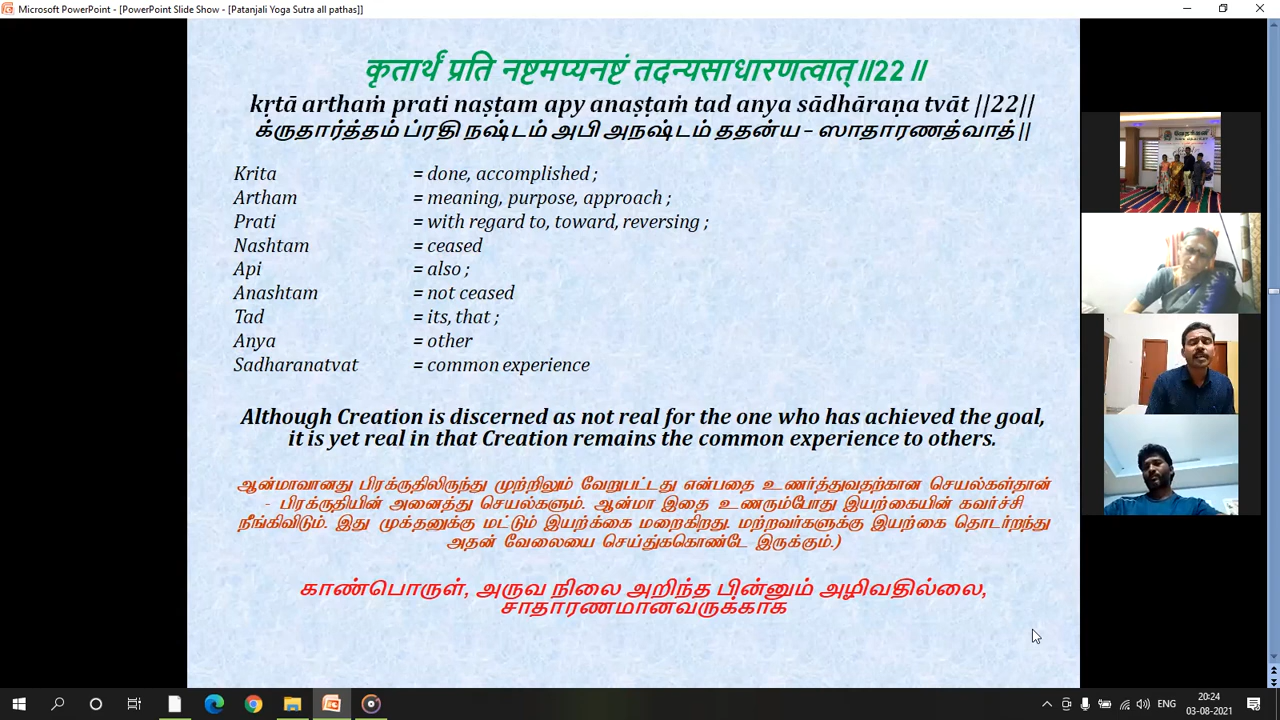 Microsoft PowerPoint - [PowerPoint Slide Show - [Patanjali Yoga Sutra all pathas]]
कृतार्थं प्रति नष्टमप्यनष्टं तदन्यसाधारणत्वात्॥22॥
kṛtā arthaṁ prati naṣṭam apy anaṣṭaṁ tad anya sādhāraṇa tvāt ||22||
க்ருதார்த்தம் ப்ரதி நஷ்டம் அபி அநஷ்டம் ததன்ய – ஸாதாரணத்வாத் ||
Krita = done, accomplished ;
Artham = meaning, purpose, approach ;
Prati = with regard to, toward, reversing ;
Nashtam = ceased
Api = also ;
Anashtam = not ceased
Tad = its, that ;
Anya = other
Sadharanatvat = common experience
Although Creation is discerned as not real for the one who has achieved the goal,
it is yet real in that Creation remains the common experience to others.
ஆன்மாவானது பிரக்ருதிலிருந்து முற்றிலும் வேறுபட்டது என்பதை உணர்த்துவதற்கான செயல்கள்தான்
- பிரக்ருதியின் அனைத்து செயல்களும். ஆன்மா இதை உணரும்போது இயற்கையின் கவர்ச்சி
நீங்கிவிடும். இது முக்தனுக்கு மட்டும் இயற்க்கை மறைகிறது. மற்றவர்களுக்கு இயற்கை தொடர்றந்து
அதன் வேலையை செய்துககொண்டே இருக்கும்.)
காண்பொருள், அருவ நிலை அறிந்த பின்னும் அழிவதில்லை,
சாதாரணமானவருக்காக
ENG
20:24
03-08-2021